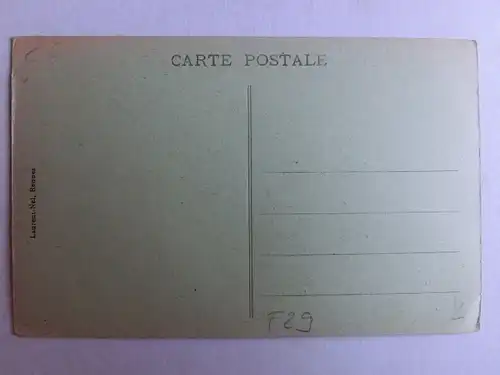 CARTE POSTALE
Laurent-Nel, Rennes
F29